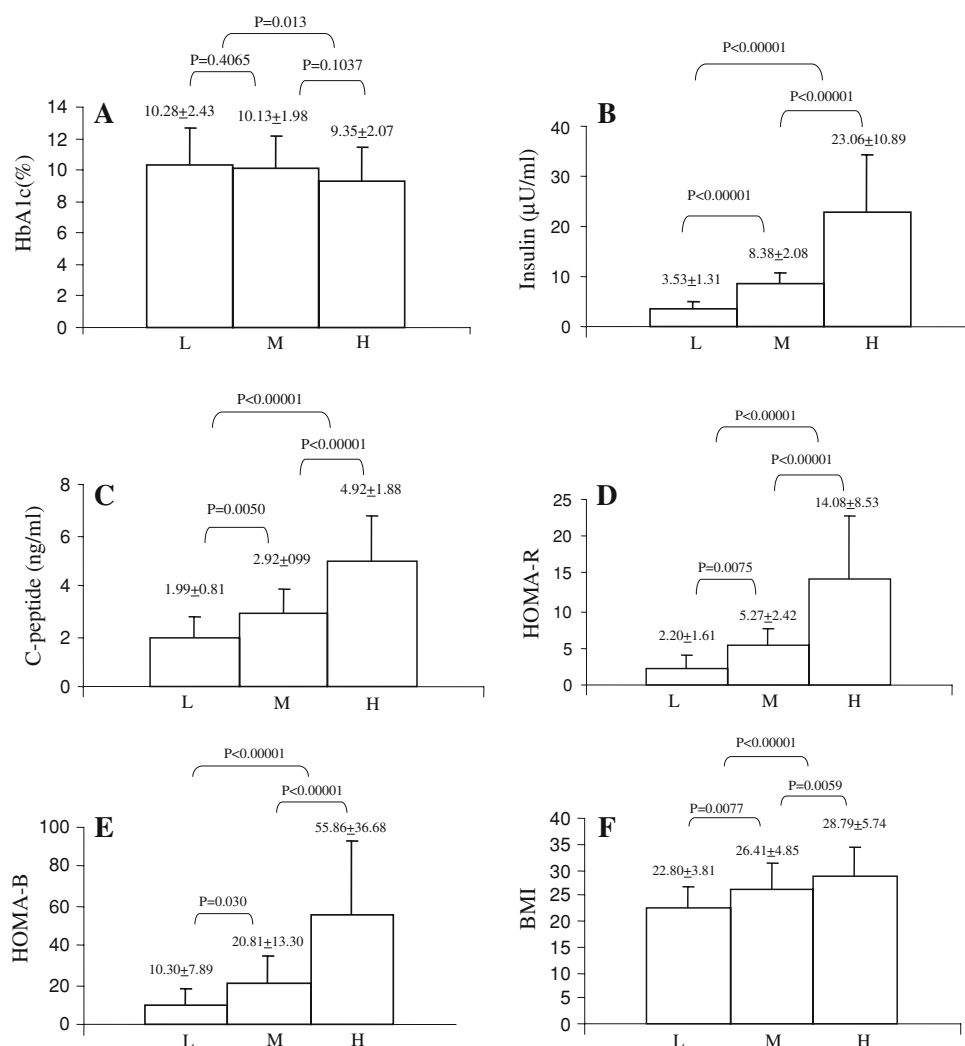 P=0.013
P=0.4065
P=0.1037
A
10.28±2.43
10.13±1.98
9.35±2.07
HbA1c(%)
14
12
10
8
6
4
2
0
L M H
P<0.00001
P<0.00001
P<0.00001
B
23.06±10.89
8.38±2.08
3.53±1.31
Insulin (µU/ml)
40
30
20
10
0
L M H
P<0.00001
P<0.00001
P=0.0050
C
4.92±1.88
2.92±099
1.99±0.81
C-peptide (ng/ml)
8
6
4
2
0
L M H
P<0.00001
P<0.00001
P=0.0075
D
14.08±8.53
5.27±2.42
2.20±1.61
HOMA-R
25
20
15
10
5
0
L M H
P<0.00001
P<0.00001
P=0.030
E
55.86±36.68
20.81±13.30
10.30±7.89
HOMA-B
100
80
60
40
20
0
L M H
P<0.00001
P=0.0059
P=0.0077
F
28.79±5.74
26.41±4.85
22.80±3.81
BMI
40
35
30
25
20
15
10
5
0
L M H